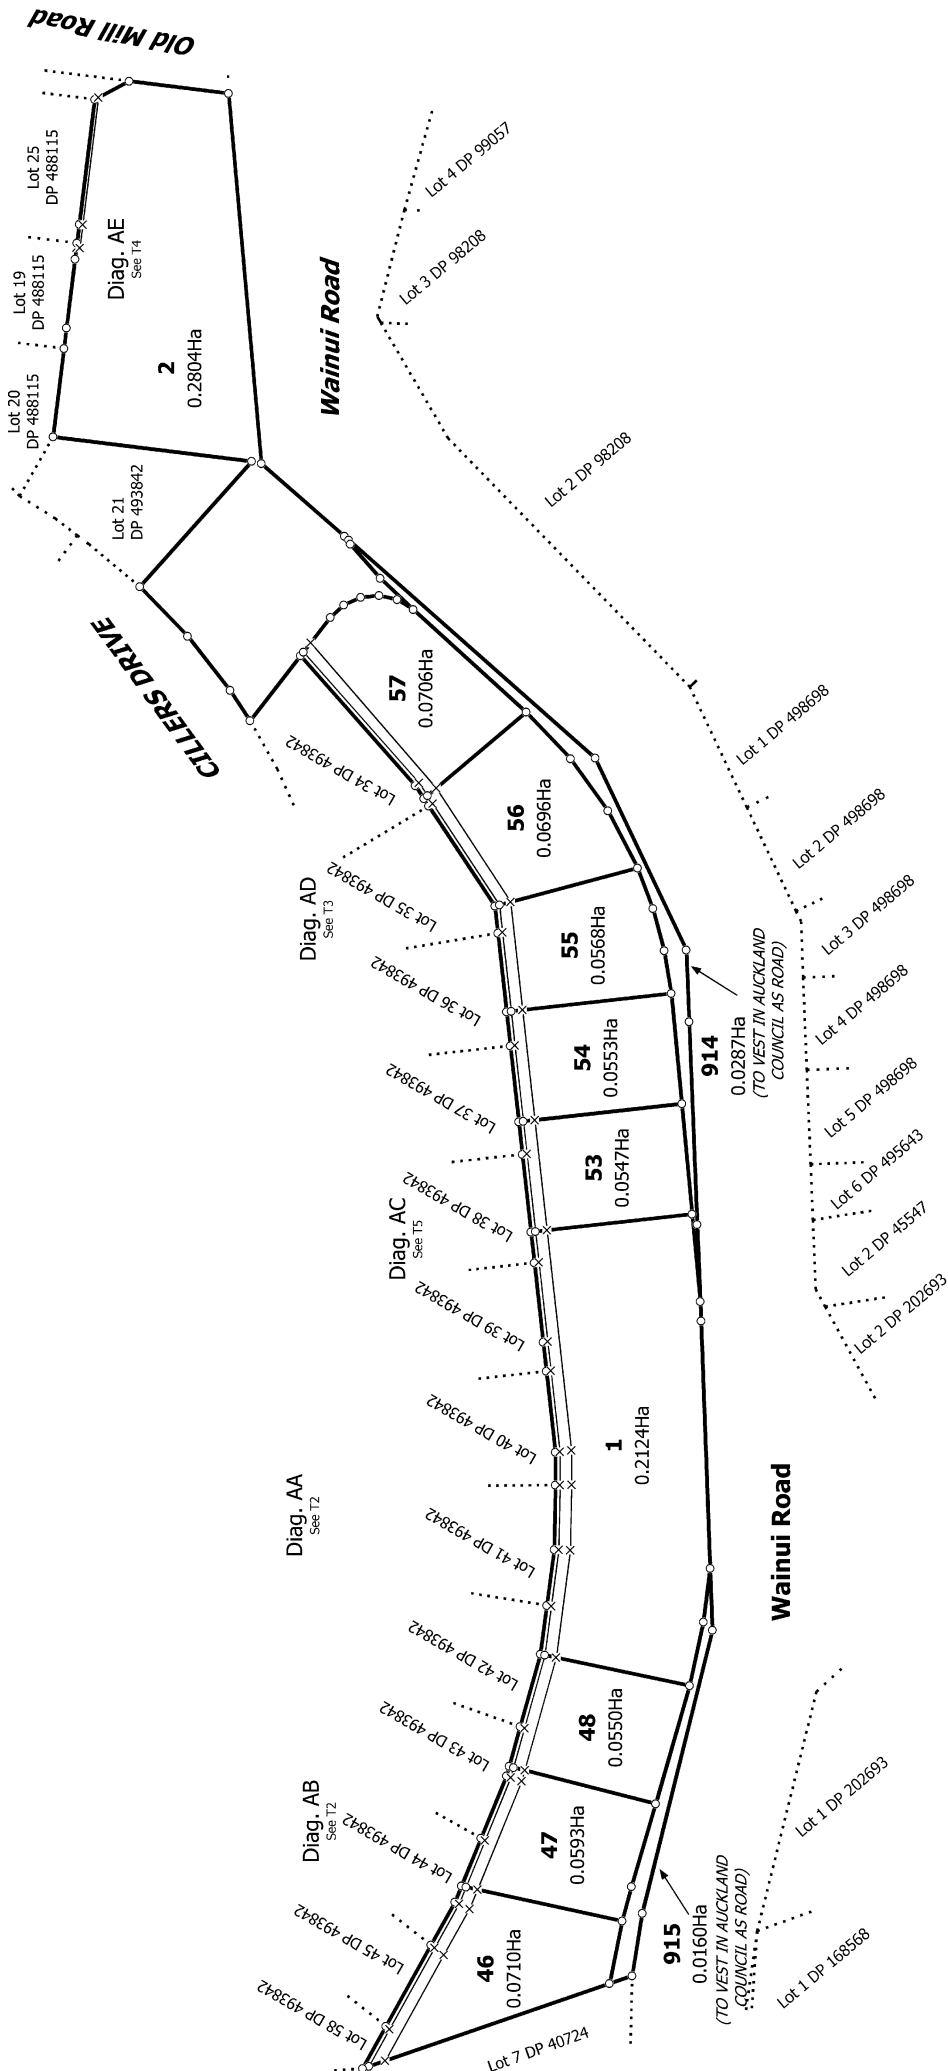 Old Mill Road
Lot 25
DP 488115
Lot 19
DP 488115
Lot 20
DP 488115
Diag. AE
See T4
2
0.2804Ha
Wainui Road
Lot 4 DP 99057
Lot 3 DP 98208
Lot 2 DP 98208
Lot 21
DP 493842
CILLERS DRIVE
57
0.0706Ha
Lot 34 DP 493842
56
0.0696Ha
Lot 35 DP 493842
Diag. AD
See T3
55
0.0568Ha
Lot 36 DP 493842
54
0.0553Ha
Lot 37 DP 493842
53
0.0547Ha
Lot 38 DP 493842
914
0.0287Ha
(TO VEST IN AUCKLAND
COUNCIL AS ROAD)
Lot 1 DP 498698
Lot 2 DP 498698
Lot 3 DP 498698
Lot 4 DP 498698
Lot 5 DP 498698
Lot 6 DP 495643
Lot 2 DP 45547
Lot 2 DP 202693
Diag. AC
See T5
Lot 39 DP 493842
Lot 40 DP 493842
1
0.2124Ha
Diag. AA
See T2
Lot 41 DP 493842
Wainui Road
Lot 42 DP 493842
48
0.0550Ha
Lot 43 DP 493842
Diag. AB
See T2
47
0.0593Ha
Lot 44 DP 493842
Lot 45 DP 493842
46
0.0710Ha
Lot 58 DP 493842
915
0.0160Ha
(TO VEST IN AUCKLAND
COUNCIL AS ROAD)
Lot 1 DP 202693
Lot 1 DP 168568
Lot 7 DP 40724